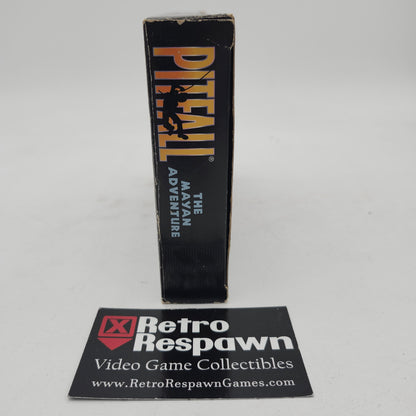 PITFALL®
THE
MAYAN
ADVENTURE
Retro
Respawn
Video Game Collectibles
www.RetroRespawnGames.com